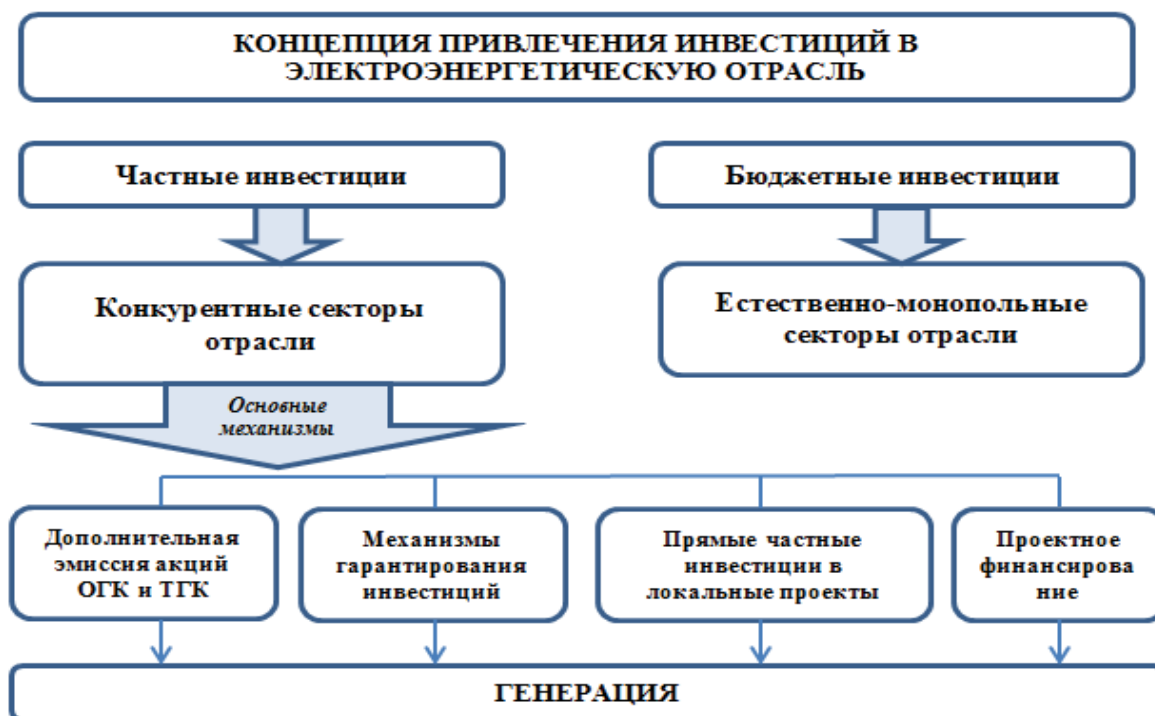 КОНЦЕПЦИЯ ПРИВЛЕЧЕНИЯ ИНВЕСТИЦИЙ В
ЭЛЕКТРОЭНЕРГЕТИЧЕСКУЮ ОТРАСЛЬ
Частные инвестиции
Бюджетные инвестиции
Конкурентные секторы
отрасли
Естественно-монопольные
секторы отрасли
Основные
механизмы
Дополнительная
эмиссия акций
ОГК и ТГК
Механизмы
гарантирования
инвестиций
Прямые частные
инвестиции в
локальные проекты
Проектное
финансирова
ние
ГЕНЕРАЦИЯ